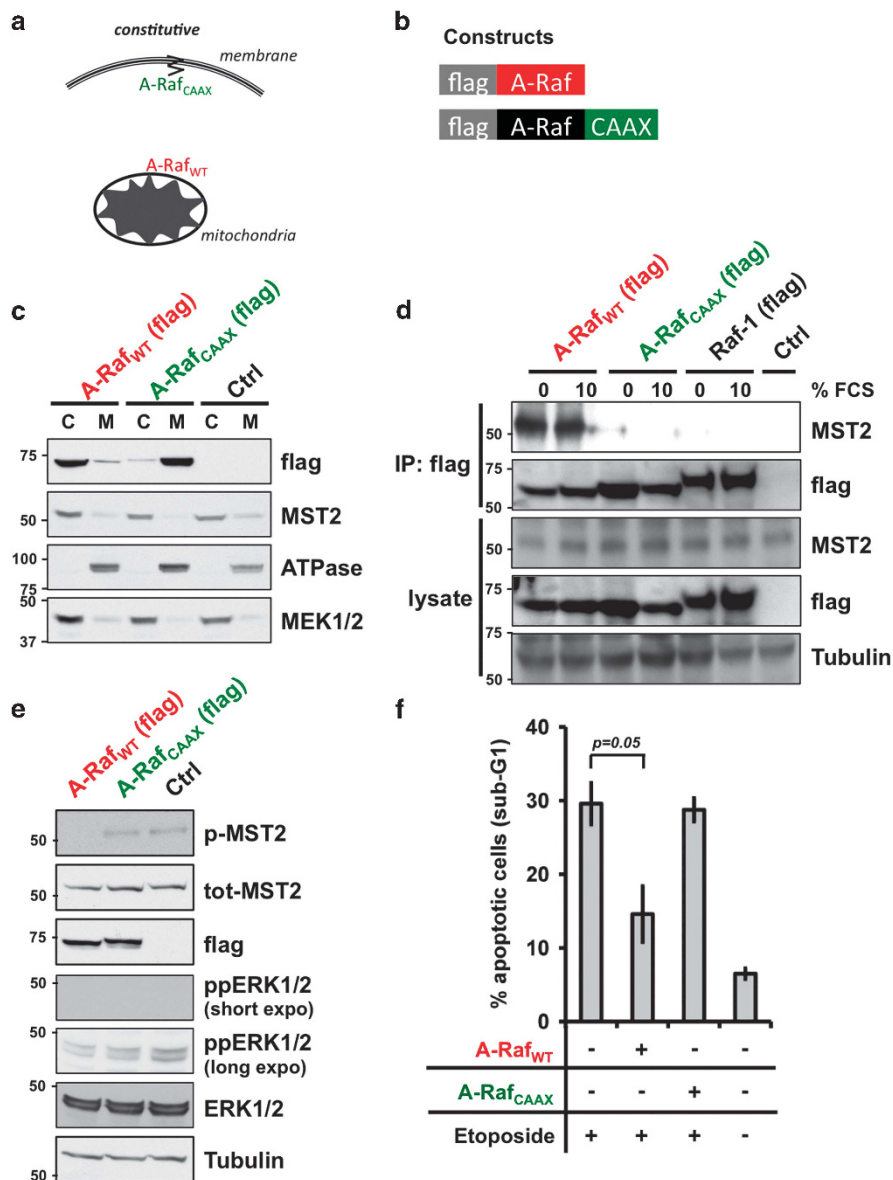 a
constitutive
membrane
A-RafCAAX
A-RafWT
mitochondria
b
Constructs
flag A-Raf
flag A-Raf CAAX
c
A-RafWT (flag) A-RafCAAX (flag) Ctrl
C M C M C M
75 flag
50 MST2
100 ATPase
75
50 MEK1/2
37
d
A-RafWT (flag) A-RafCAAX (flag) Raf-1 (flag) Ctrl
0 10 0 10 0 10 % FCS
IP: flag
50 MST2
75 flag
50
lysate
50 MST2
75 flag
75 Tubulin
50
e
A-RafWT (flag) A-RafCAAX (flag) Ctrl
50 p-MST2
50 tot-MST2
75 flag
50 ppERK1/2
(short expo)
50 ppERK1/2
(long expo)
50 ERK1/2
50 Tubulin
f
% apoptotic cells (sub-G1)
40
30
20
10
0
p=0.05
A-RafWT - + - -
A-RafCAAX - - + -
Etoposide + + + -